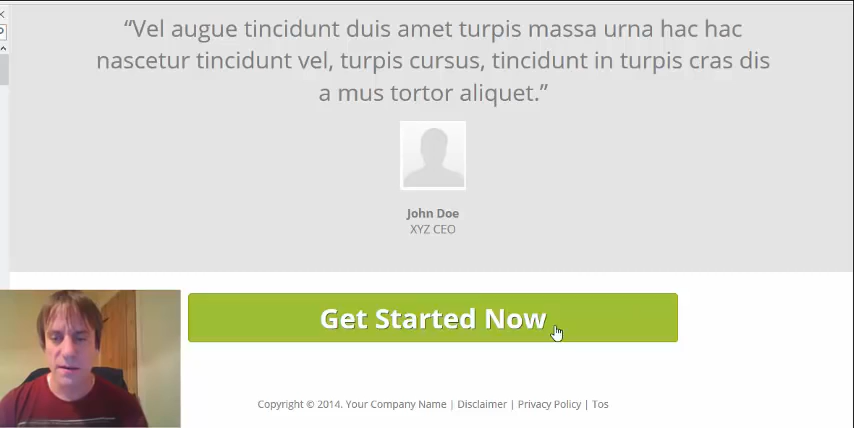 “Vel augue tincidunt duis amet turpis massa urna hac hac
nascetur tincidunt vel, turpis cursus, tincidunt in turpis cras dis
a mus tortor aliquet.”
John Doe
XYZ CEO
Get Started Now
Copyright © 2014. Your Company Name | Disclaimer | Privacy Policy | Tos